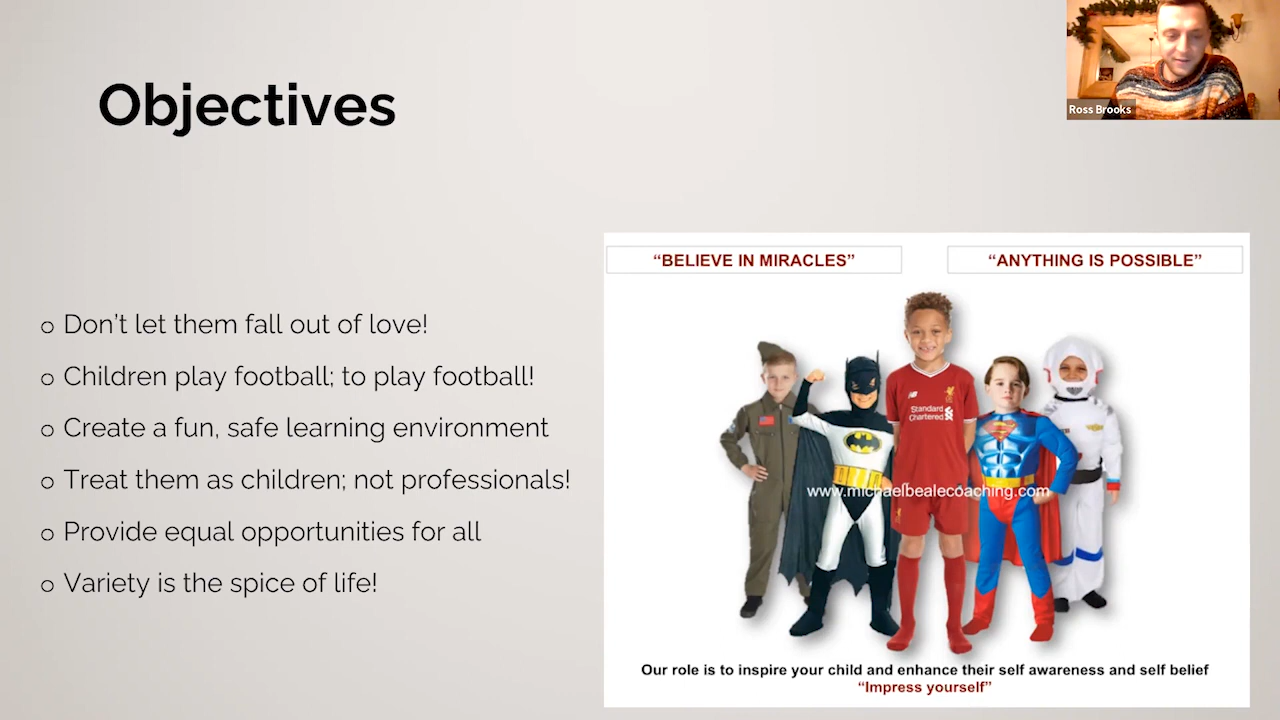 Objectives
Ross Brooks
o Don't let them fall out of love!
o Children play football; to play football!
o Create a fun, safe learning environment
o Treat them as children; not professionals!
o Provide equal opportunities for all
o Variety is the spice of life!
“BELIEVE IN MIRACLES”
“ANYTHING IS POSSIBLE”
Standard
Chartered
www.michaelbealecoaching.com
Our role is to inspire your child and enhance their self awareness and self belief
“Impress yourself”